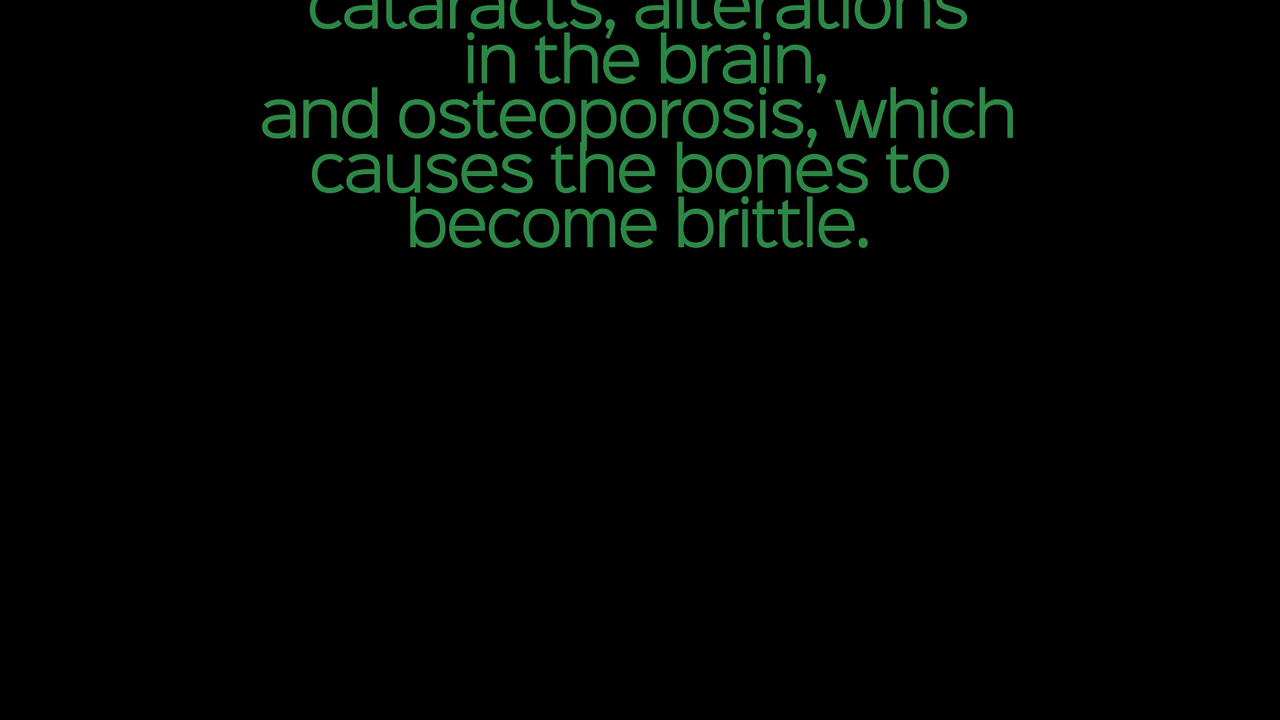 cataracts, alterations
in the brain,
and osteoporosis, which
causes the bones to
become brittle.